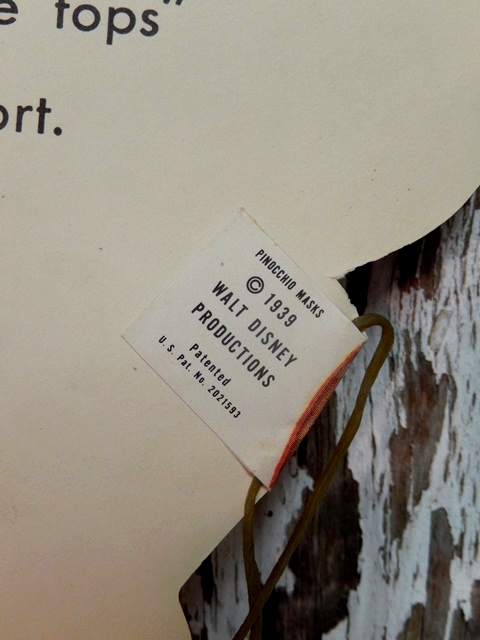 e tops"
ort.
PINOCCHIO MASKS
© 1939
WALT DISNEY
PRODUCTIONS
Patented
U. S. Pat. No. 2021593